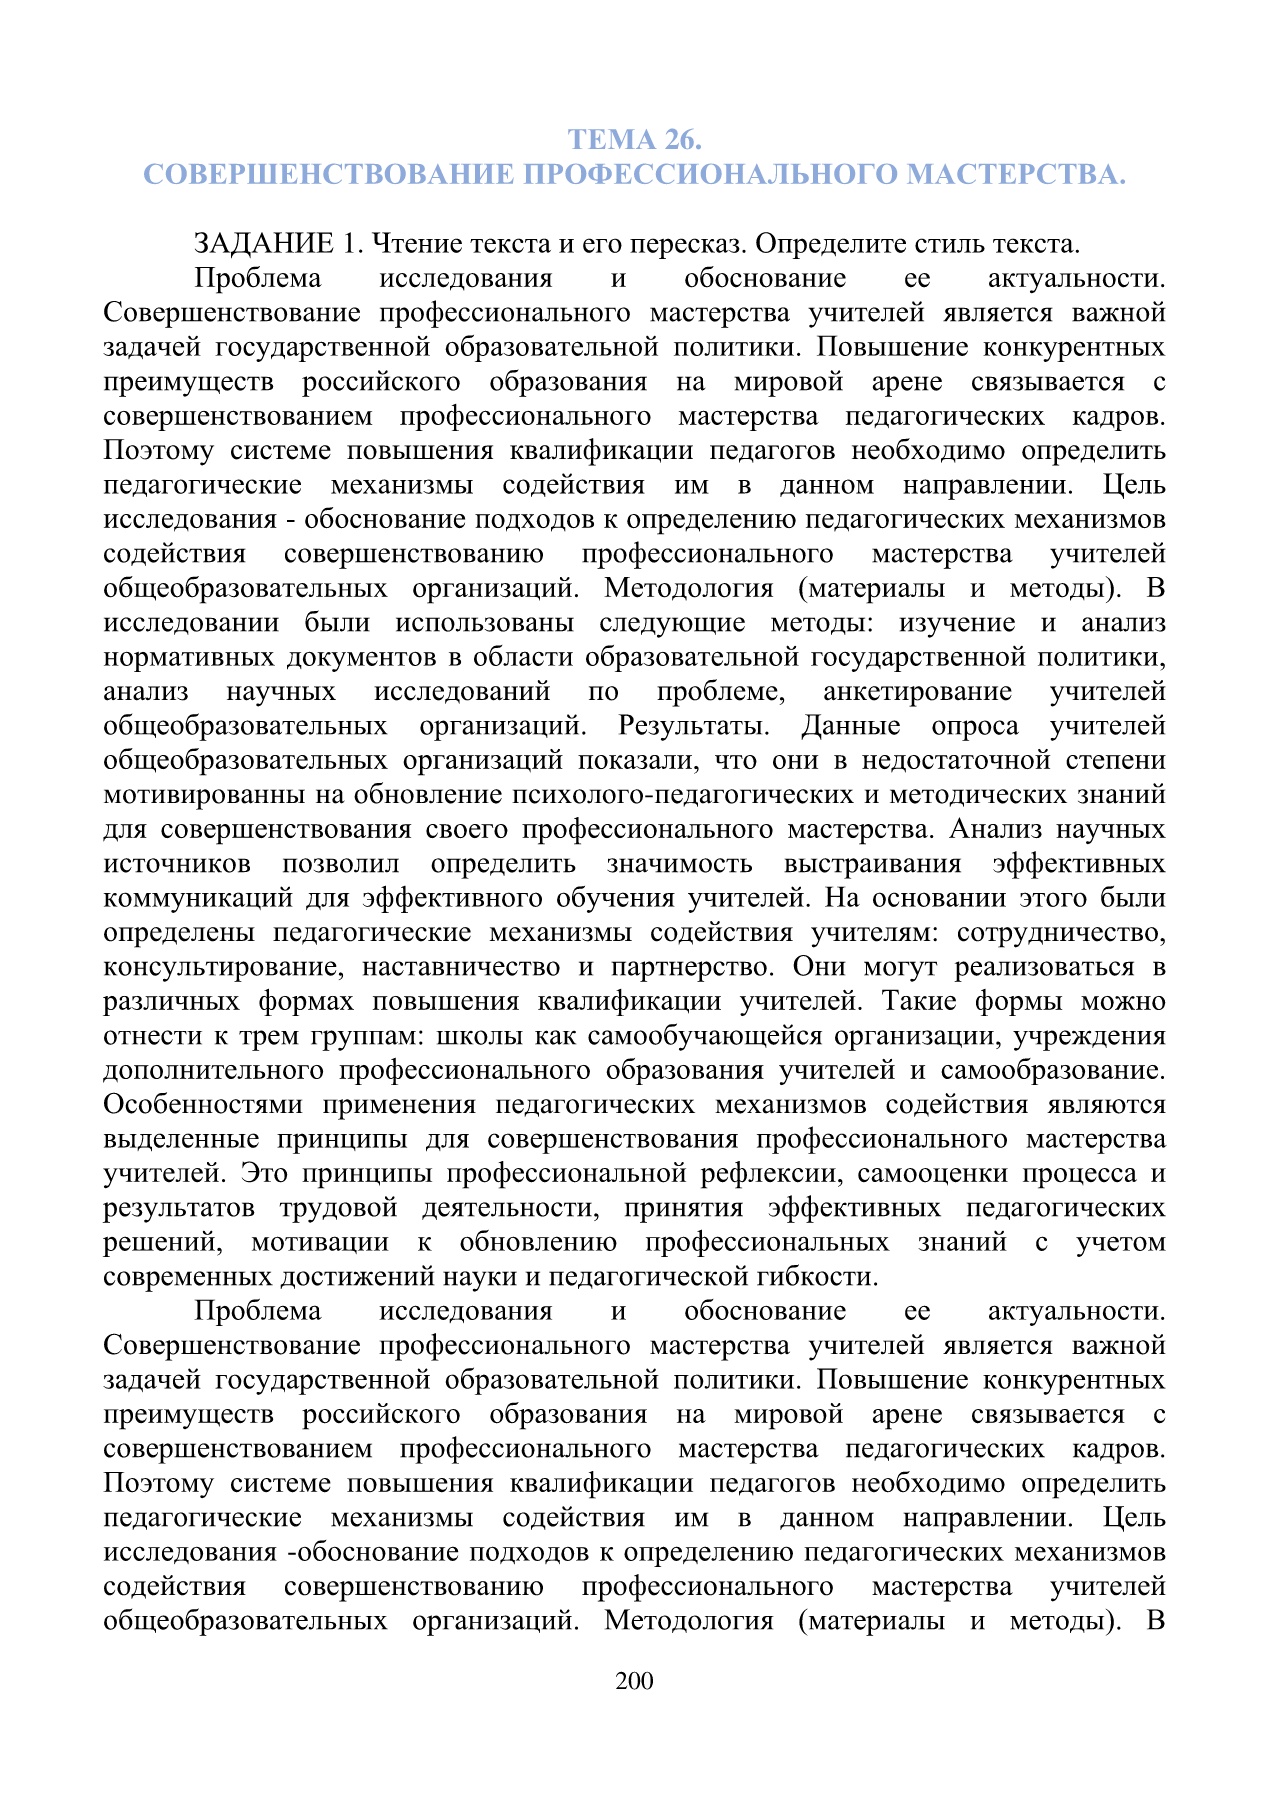 ТЕМА 26.
СОВЕРШЕНСТВОВАНИЕ ПРОФЕССИОНАЛЬНОГО МАСТЕРСТВА.
ЗАДАНИЕ 1. Чтение текста и его пересказ. Определите стиль текста.
Проблема исследования и обоснование ее актуальности.
Совершенствование профессионального мастерства учителей является важной
задачей государственной образовательной политики. Повышение конкурентных
преимуществ российского образования на мировой арене связывается с
совершенствованием профессионального мастерства педагогических кадров.
Поэтому системе повышения квалификации педагогов необходимо определить
педагогические механизмы содействия им в данном направлении. Цель
исследования - обоснование подходов к определению педагогических механизмов
содействия совершенствованию профессионального мастерства учителей
общеобразовательных организаций. Методология (материалы и методы). В
исследовании были использованы следующие методы: изучение и анализ
нормативных документов в области образовательной государственной политики,
анализ научных исследований по проблеме, анкетирование учителей
общеобразовательных организаций. Результаты. Данные опроса учителей
общеобразовательных организаций показали, что они в недостаточной степени
мотивированны на обновление психолого-педагогических и методических знаний
для совершенствования своего профессионального мастерства. Анализ научных
источников позволил определить значимость выстраивания эффективных
коммуникаций для эффективного обучения учителей. На основании этого были
определены педагогические механизмы содействия учителям: сотрудничество,
консультирование, наставничество и партнерство. Они могут реализоваться в
различных формах повышения квалификации учителей. Такие формы можно
отнести к трем группам: школы как самообучающейся организации, учреждения
дополнительного профессионального образования учителей и самообразование.
Особенностями применения педагогических механизмов содействия являются
выделенные принципы для совершенствования профессионального мастерства
учителей. Это принципы профессиональной рефлексии, самооценки процесса и
результатов трудовой деятельности, принятия эффективных педагогических
решений, мотивации к обновлению профессиональных знаний с учетом
современных достижений науки и педагогической гибкости.
Проблема исследования и обоснование ее актуальности.
Совершенствование профессионального мастерства учителей является важной
задачей государственной образовательной политики. Повышение конкурентных
преимуществ российского образования на мировой арене связывается с
совершенствованием профессионального мастерства педагогических кадров.
Поэтому системе повышения квалификации педагогов необходимо определить
педагогические механизмы содействия им в данном направлении. Цель
исследования -обоснование подходов к определению педагогических механизмов
содействия совершенствованию профессионального мастерства учителей
общеобразовательных организаций. Методология (материалы и методы). В
200